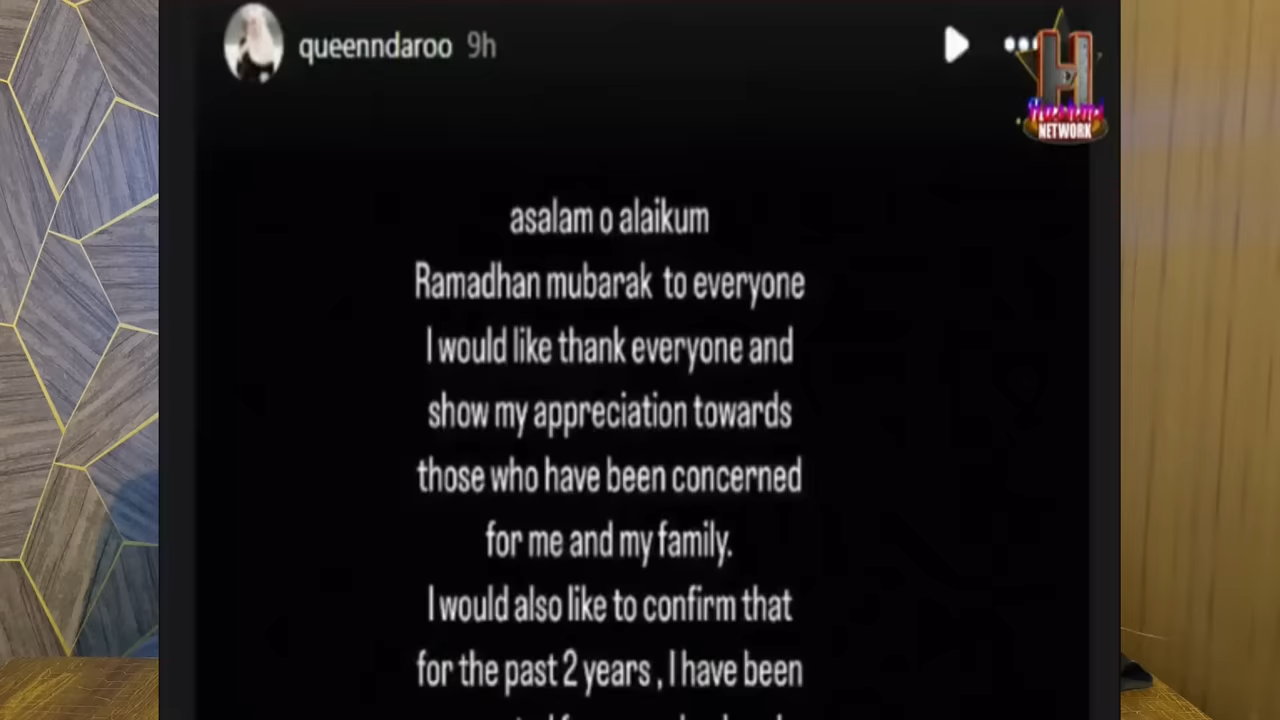 queenndaroo 9h
H
Hashmi
NETWORK
asalam o alaikum
Ramadhan mubarak to everyone
I would like thank everyone and
show my appreciation towards
those who have been concerned
for me and my family.
I would also like to confirm that
for the past 2 years , I have been